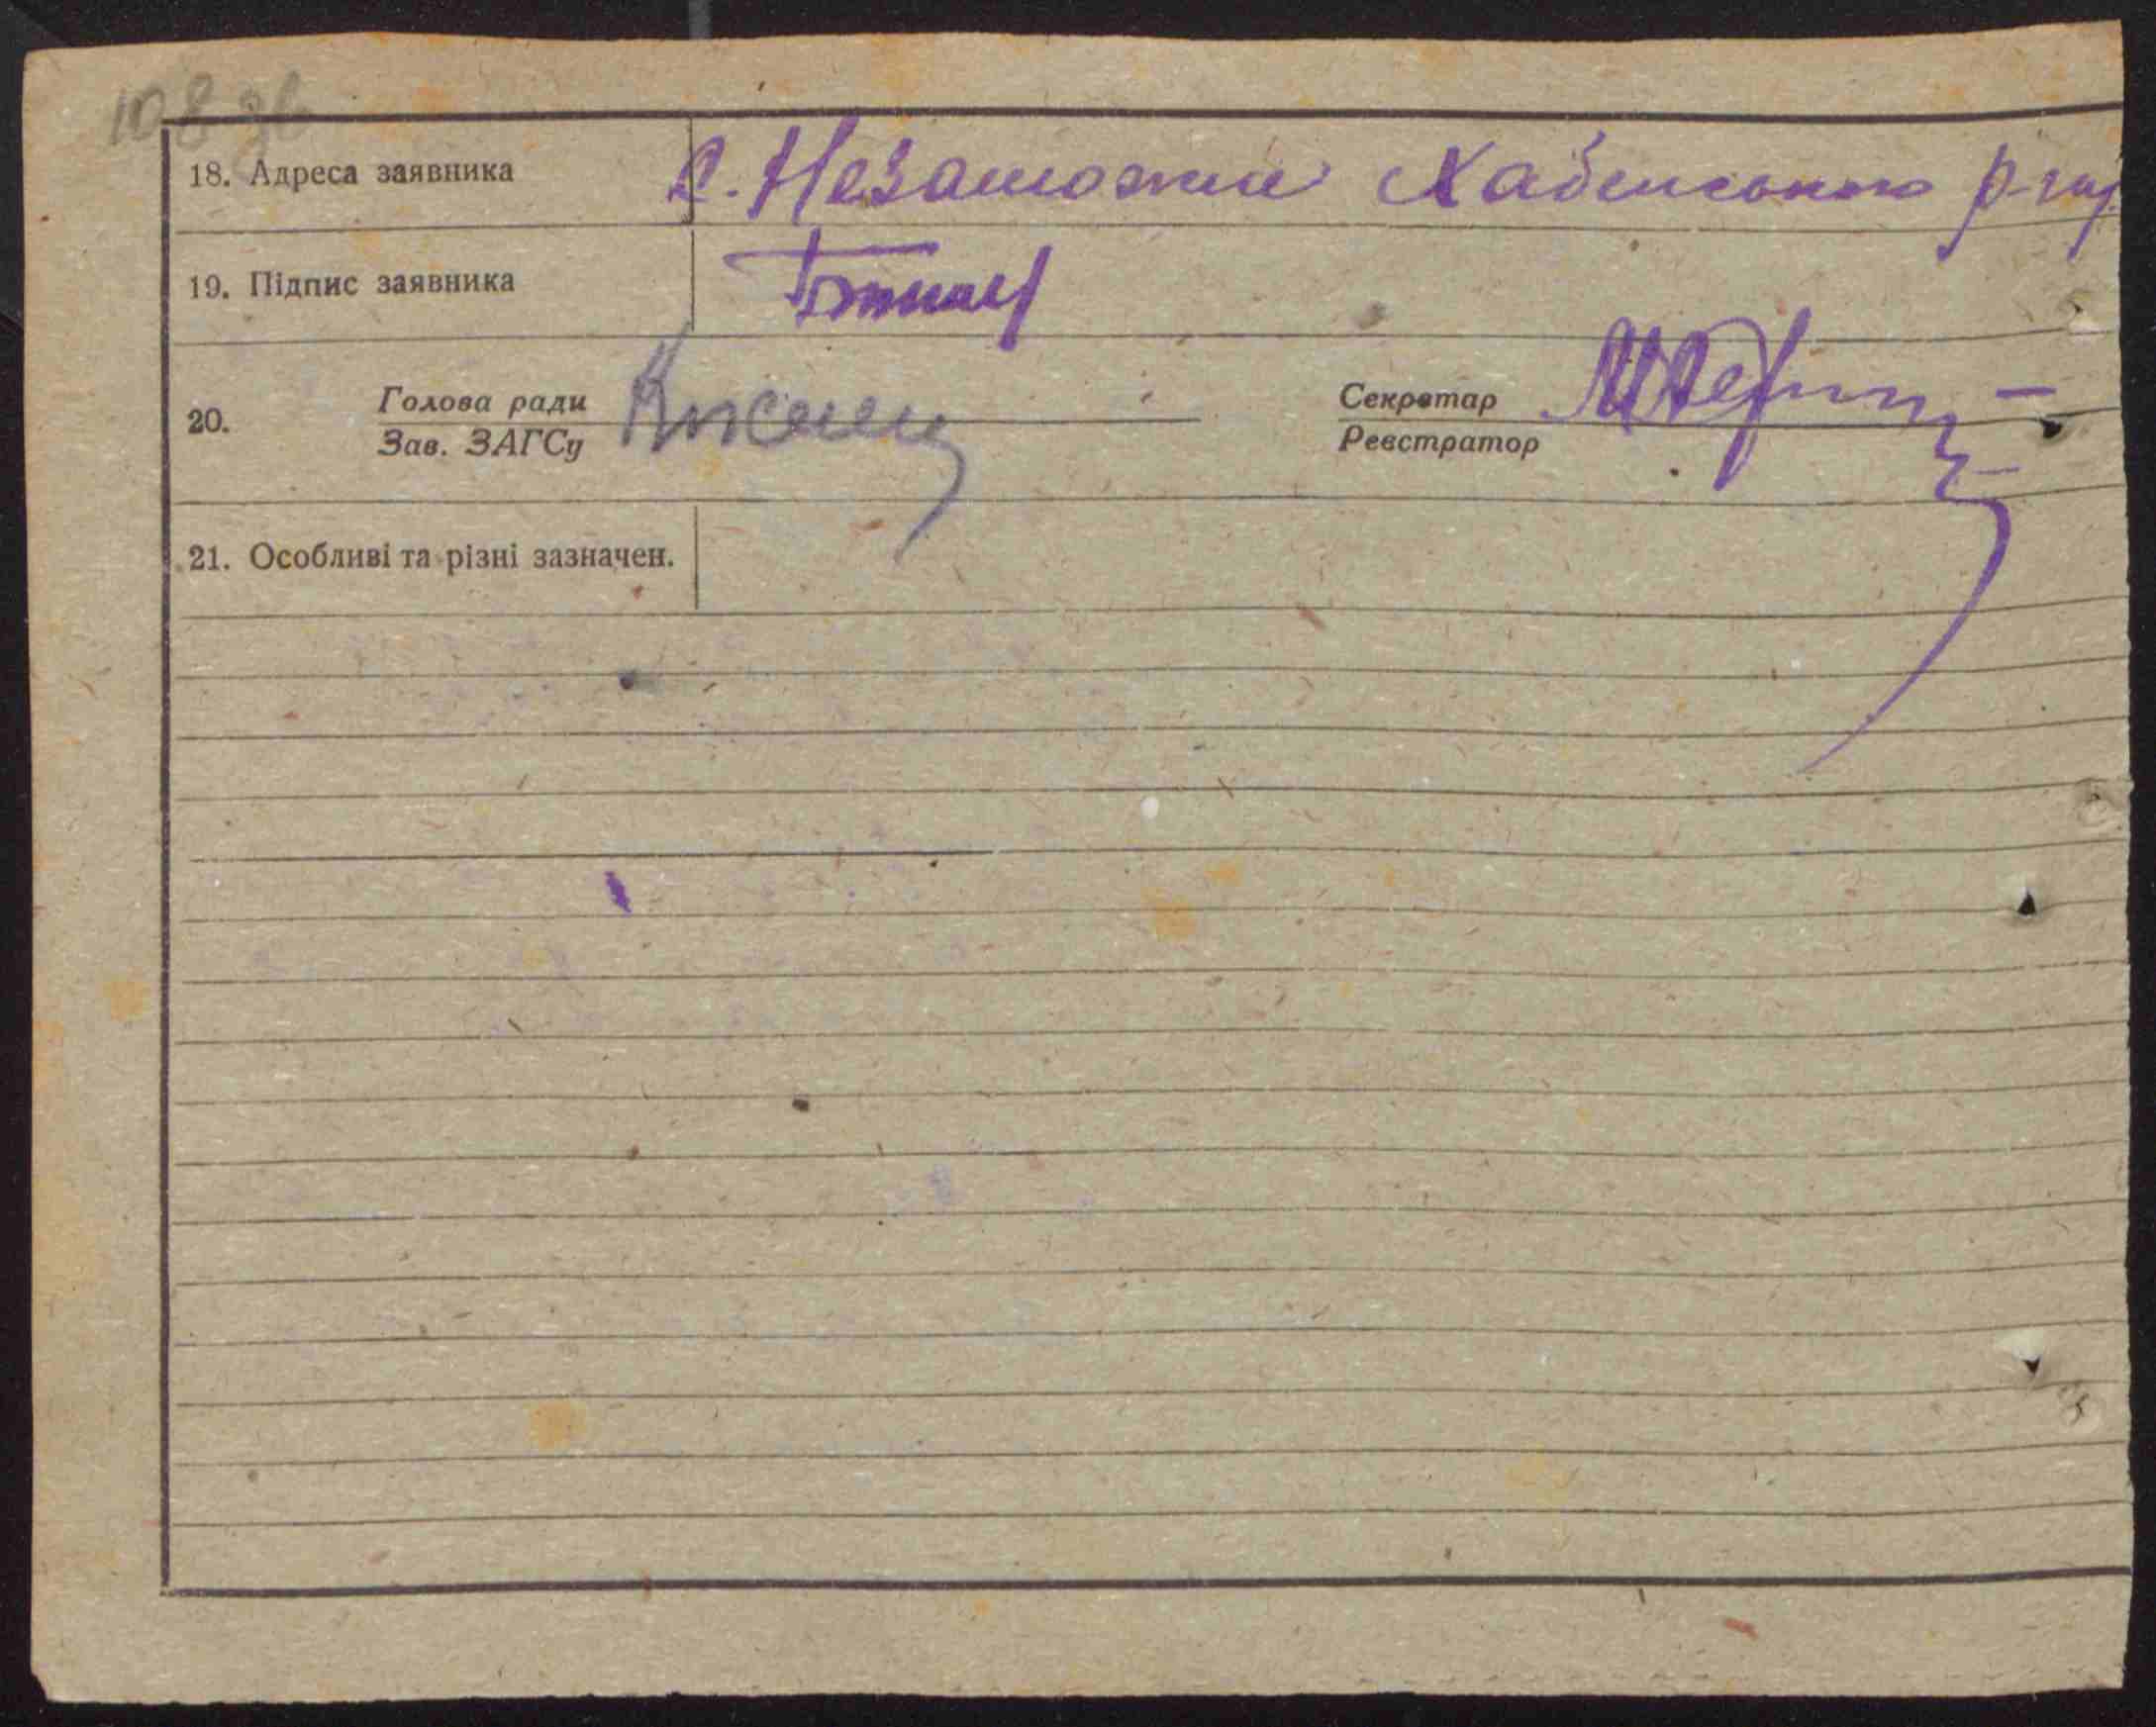 108 зв
18. Адреса заявника с. Незаможня Хабенського р-ну
19. Підпис заявника
20. Голова ради Секретар
Зав. ЗАГСу Реєстратор
21. Особливі та різні зазначен.